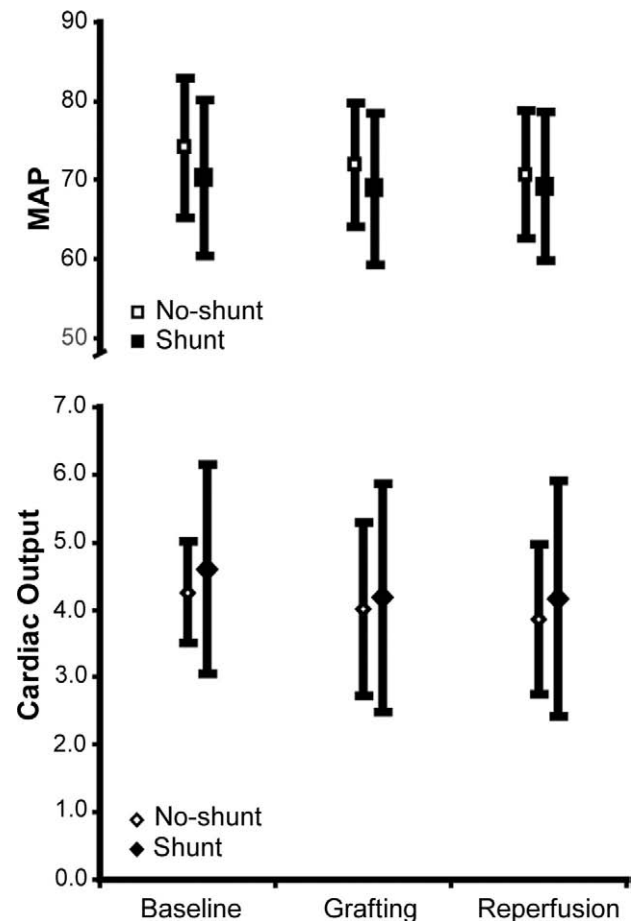 90
80
70
60
50
MAP
No-shunt
Shunt
7.0
6.0
5.0
4.0
3.0
2.0
1.0
0.0
Cardiac Output
No-shunt
Shunt
Baseline Grafting Reperfusion